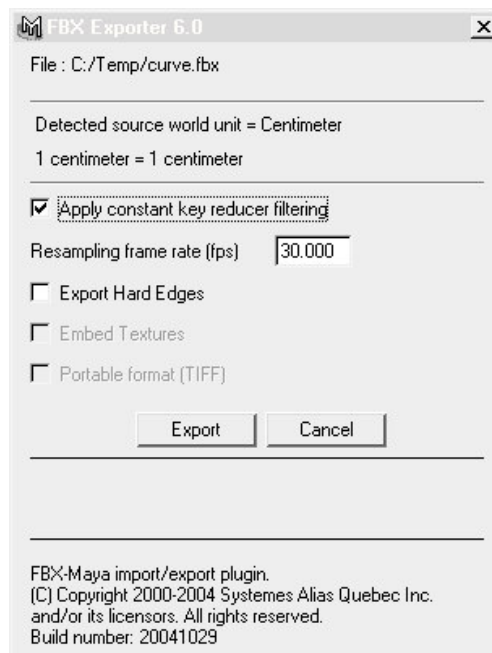 FBX Exporter 6.0
File : C:/Temp/curve.fbx
Detected source world unit = Centimeter
1 centimeter = 1 centimeter
Apply constant key reducer filtering
Resampling frame rate (fps) 30.000
Export Hard Edges
Embed Textures
Portable format (TIFF)
Export Cancel
FBX-Maya import/export plugin.
(C) Copyright 2000-2004 Systemes Alias Quebec Inc.
and/or its licensors. All rights reserved.
Build number: 20041029